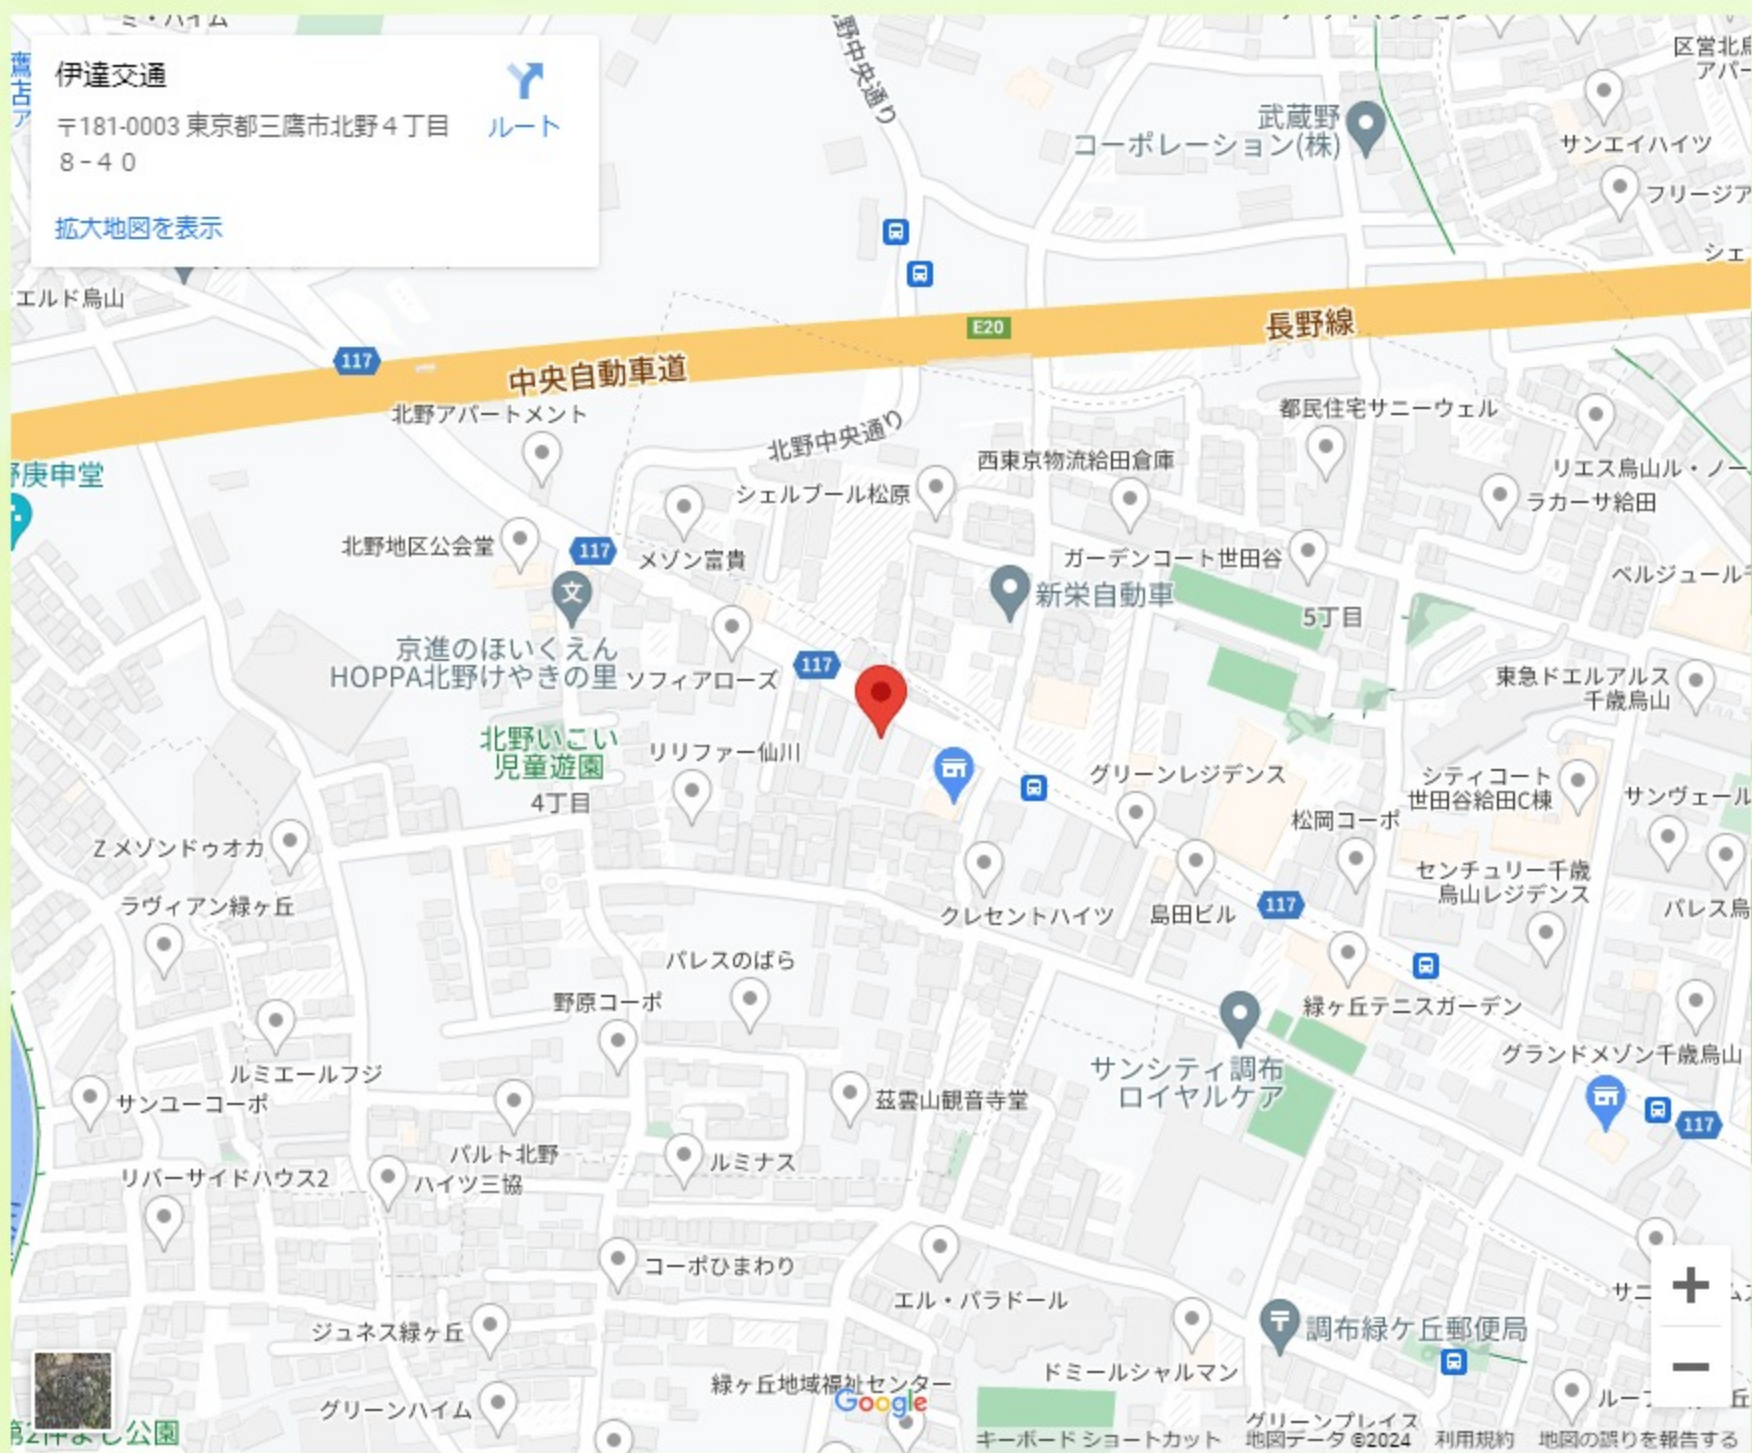 ミ・ハイム
伊達交通
〒181-0003 東京都三鷹市北野４丁目
８−４０
ルート
拡大地図を表示
野中央通り
区営北烏
アパー
武蔵野
コーポレーション(株)
サンエイハイツ
フリージア
シェ
エルド烏山
E20
長野線
117
中央自動車道
北野アパートメント
北野中央通り
都民住宅サニーウェル
西東京物流給田倉庫
リエス烏山ル・ノー
野庚申堂
シェルブール松原
ラカーサ給田
北野地区公会堂
117
メゾン富貴
ガーデンコート世田谷
ベルジュール千
新栄自動車
5丁目
京進のほいくえん
HOPPA北野けやきの里
ソフィアローズ
117
東急ドエルアルス
千歳烏山
北野いこい
児童遊園
リリファー仙川
4丁目
グリーンレジデンス
シティコート
世田谷給田C棟
サンヴェール
松岡コーポ
Zメゾンドゥオカ
センチュリー千歳
烏山レジデンス
ラヴィアン緑ヶ丘
クレセントハイツ
島田ビル
117
パレス烏
パレスのばら
野原コーポ
緑ヶ丘テニスガーデン
グランドメゾン千歳烏山
ルミエールフジ
サンシティ調布
ロイヤルケア
サンユーコーポ
茲雲山観音寺堂
117
パルト北野
ルミナス
リバーサイドハウス2
ハイツ三協
コーポひまわり
エル・パラドール
サニ
ジュネス緑ヶ丘
調布緑ケ丘郵便局
ドミールシャルマン
緑ヶ丘地域福祉センター
Google
グリーンハイム
グリーンプレイス
ルー
丘
キーボード ショートカット
地図データ ©2024
利用規約
地図の誤りを報告する